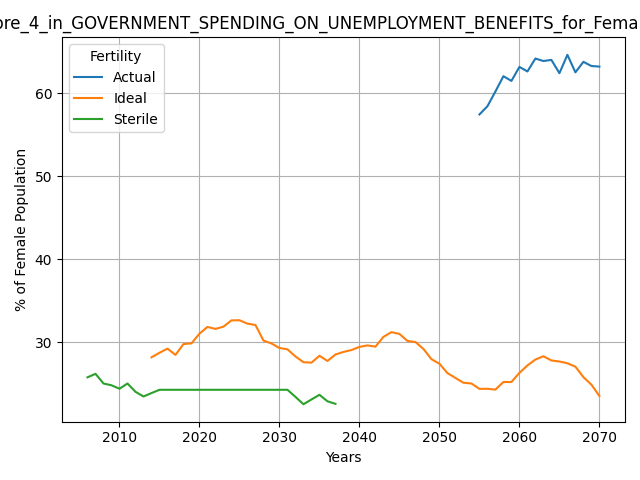 ore_4_in_GOVERNMENT_SPENDING_ON_UNEMPLOYMENT_BENEFITS_for_Fema
Fertility
Actual
Ideal
Sterile
% of Female Population
60
50
40
30
2010 2020 2030 2040 2050 2060 2070
Years